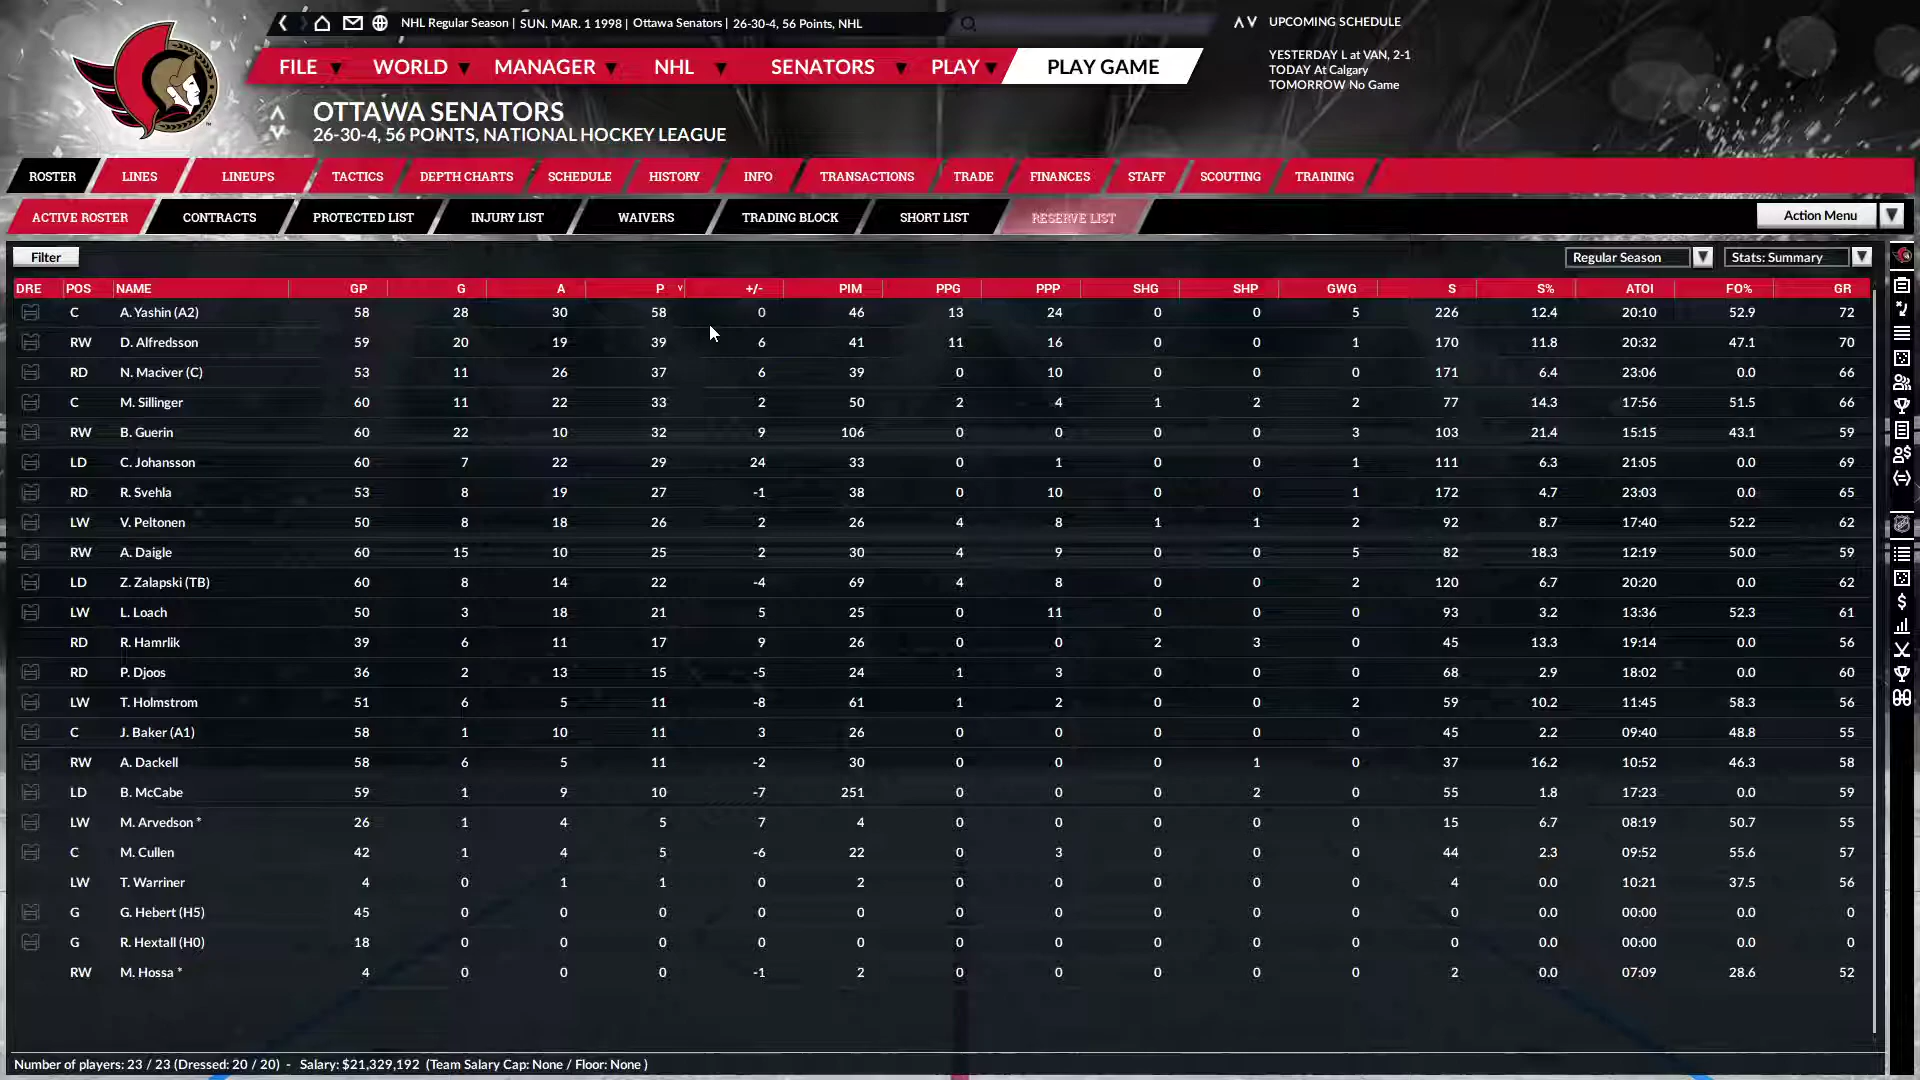 NHL Regular Season | SUN. MAR. 1 1998 | Ottawa Senators | 26-30-4, 56 Points, NHL
UPCOMING SCHEDULE
YESTERDAY L at VAN, 2-1
TODAY At Calgary
TOMORROW No Game
FILE WORLD MANAGER NHL SENATORS PLAY PLAY GAME
OTTAWA SENATORS
26-30-4, 56 POINTS, NATIONAL HOCKEY LEAGUE
ROSTER LINES LINEUPS TACTICS DEPTH CHARTS SCHEDULE HISTORY INFO TRANSACTIONS TRADE FINANCES STAFF SCOUTING TRAINING
ACTIVE ROSTER CONTRACTS PROTECTED LIST INJURY LIST WAIVERS TRADING BLOCK SHORT LIST RESERVE LIST Action Menu
Filter Regular Season Stats: Summary
DRE POS NAME GP G A P +/- PIM PPG PPP SHG SHP GWG S S% ATOI FO% GR
C A. Yashin (A2) 58 28 30 58 0 46 13 24 0 0 5 226 12.4 20:10 52.9 72
RW D. Alfredsson 59 20 19 39 6 41 11 16 0 0 1 170 11.8 20:32 47.1 70
RD N. Maciver (C) 53 11 26 37 6 39 0 10 0 0 0 171 6.4 23:06 0.0 66
C M. Sillinger 60 11 22 33 2 50 2 4 1 2 2 77 14.3 17:56 51.5 66
RW B. Guerin 60 22 10 32 9 106 0 0 0 0 3 103 21.4 15:15 43.1 59
LD C. Johansson 60 7 22 29 24 33 0 1 0 0 1 111 6.3 21:05 0.0 69
RD R. Svehla 53 8 19 27 -1 38 0 10 0 0 1 172 4.7 23:03 0.0 65
LW V. Peltonen 50 8 18 26 2 26 4 8 1 1 2 92 8.7 17:40 52.2 62
RW A. Daigle 60 15 10 25 2 30 4 9 0 0 5 82 18.3 12:19 50.0 59
LD Z. Zalapski (TB) 60 8 14 22 -4 69 4 8 0 0 2 120 6.7 20:20 0.0 62
LW L. Loach 50 3 18 21 5 25 0 11 0 0 0 93 3.2 13:36 52.3 61
RD R. Hamrlik 39 6 11 17 9 26 0 0 2 3 0 45 13.3 19:14 0.0 56
RD P. Djoos 36 2 13 15 -5 24 1 3 0 0 0 68 2.9 18:02 0.0 60
LW T. Holmstrom 51 6 5 11 -8 61 1 2 0 0 2 59 10.2 11:45 58.3 56
C J. Baker (A1) 58 1 10 11 3 26 0 0 0 0 0 45 2.2 09:40 48.8 55
RW A. Dackell 58 6 5 11 -2 30 0 0 0 1 0 37 16.2 10:52 46.3 58
LD B. McCabe 59 1 9 10 -7 251 0 0 0 2 0 55 1.8 17:23 0.0 59
LW M. Arvedson * 26 1 4 5 7 4 0 0 0 0 0 15 6.7 08:19 50.7 55
C M. Cullen 42 1 4 5 -6 22 0 3 0 0 0 44 2.3 09:52 55.6 57
LW T. Warriner 4 0 1 1 0 2 0 0 0 0 0 4 0.0 10:21 37.5 56
G G. Hebert (H5) 45 0 0 0 0 0 0 0 0 0 0 0 0.0 00:00 0.0 0
G R. Hextall (H0) 18 0 0 0 0 0 0 0 0 0 0 0 0.0 00:00 0.0 0
RW M. Hossa * 4 0 0 0 -1 2 0 0 0 0 0 2 0.0 07:09 28.6 52
Number of players: 23 / 23 (Dressed: 20 / 20) - Salary: $21,329,192 (Team Salary Cap: None / Floor: None )